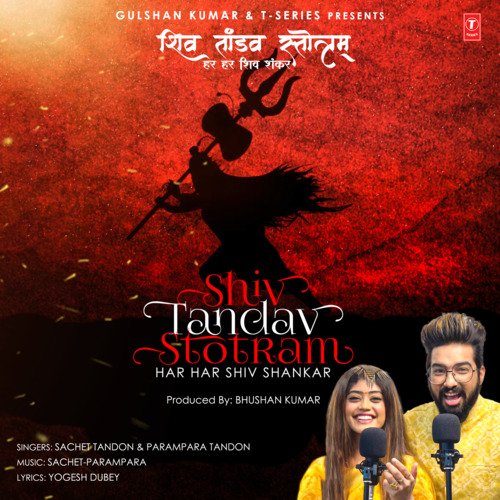 GULSHAN KUMAR & T-SERIES PRESENTS
T
शिव तांडव स्तोत्रम्
हर हर शिव शंकर
Shiv
Tandav
Stotram
HAR HAR SHIV SHANKAR
Produced By: BHUSHAN KUMAR
SINGERS: SACHET TANDON & PARAMPARA TANDON
MUSIC: SACHET-PARAMPARA
LYRICS: YOGESH DUBEY